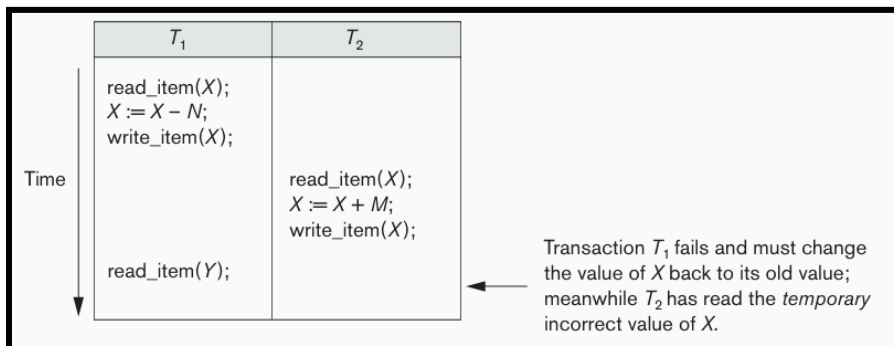 T1 T2
read_item(X);
X := X – N;
write_item(X);
Time
read_item(X);
X := X + M;
write_item(X);
read_item(Y);
Transaction T1 fails and must change
the value of X back to its old value;
meanwhile T2 has read the temporary
incorrect value of X.